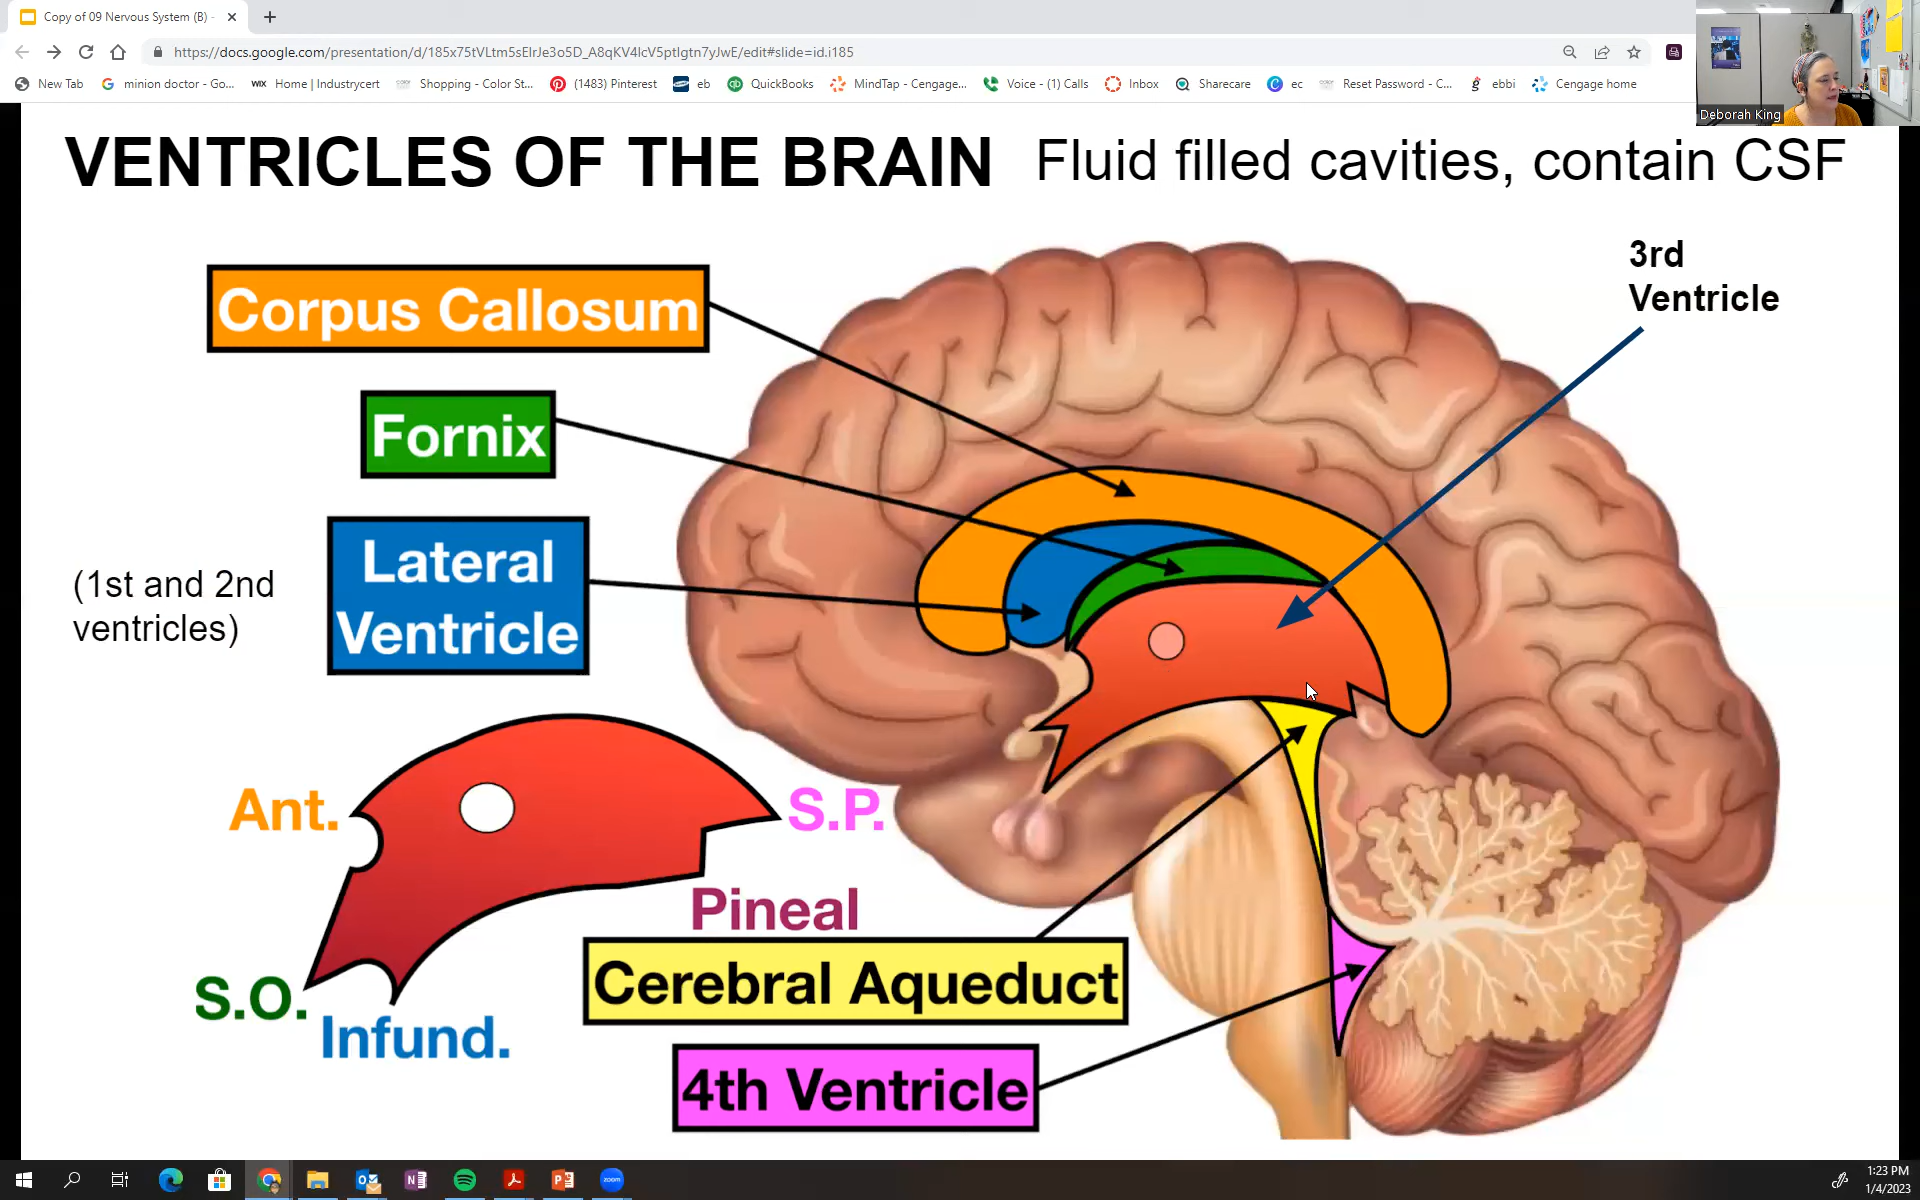 Copy of 09 Nervous System (B) -
https://docs.google.com/presentation/d/185x75tVLtm5sElrJe3o5D_A8qKV4lcV5ptIgtn7yJwE/edit#slide=id.i185
New Tab
minion doctor - Go...
WIX Home | Industrycert
Shopping - Color St...
(1483) Pinterest
eb
QuickBooks
MindTap - Cengage...
Voice - (1) Calls
Inbox
Sharecare
ec
Reset Password - C...
ebbi
Cengage home
Deborah King
VENTRICLES OF THE BRAIN Fluid filled cavities, contain CSF
3rd
Ventricle
Corpus Callosum
Fornix
Lateral
Ventricle
(1st and 2nd
ventricles)
Ant.
S.P.
Pineal
S.O.
Infund.
Cerebral Aqueduct
4th Ventricle
zoom
1:23 PM
1/4/2023